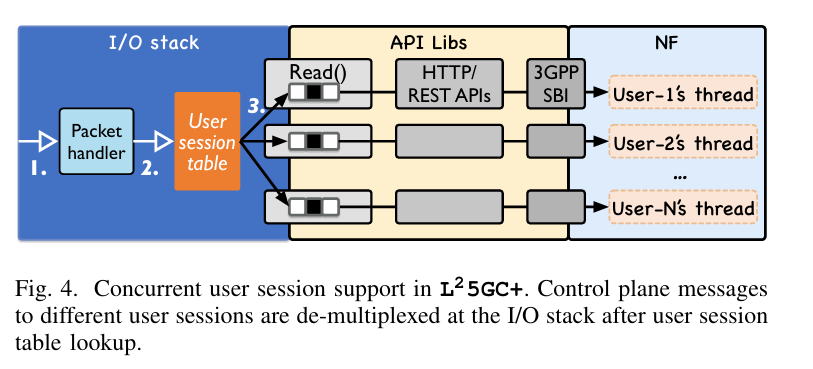 I/O stack
API Libs
NF
Read()
HTTP/
REST APIs
3GPP
SBI
User-1's thread
User-2's thread
...
User-N's thread
Packet
handler
User
session
table
1.
2.
3.
Fig. 4. Concurrent user session support in L²5GC+. Control plane messages
to different user sessions are de-multiplexed at the I/O stack after user session
table lookup.